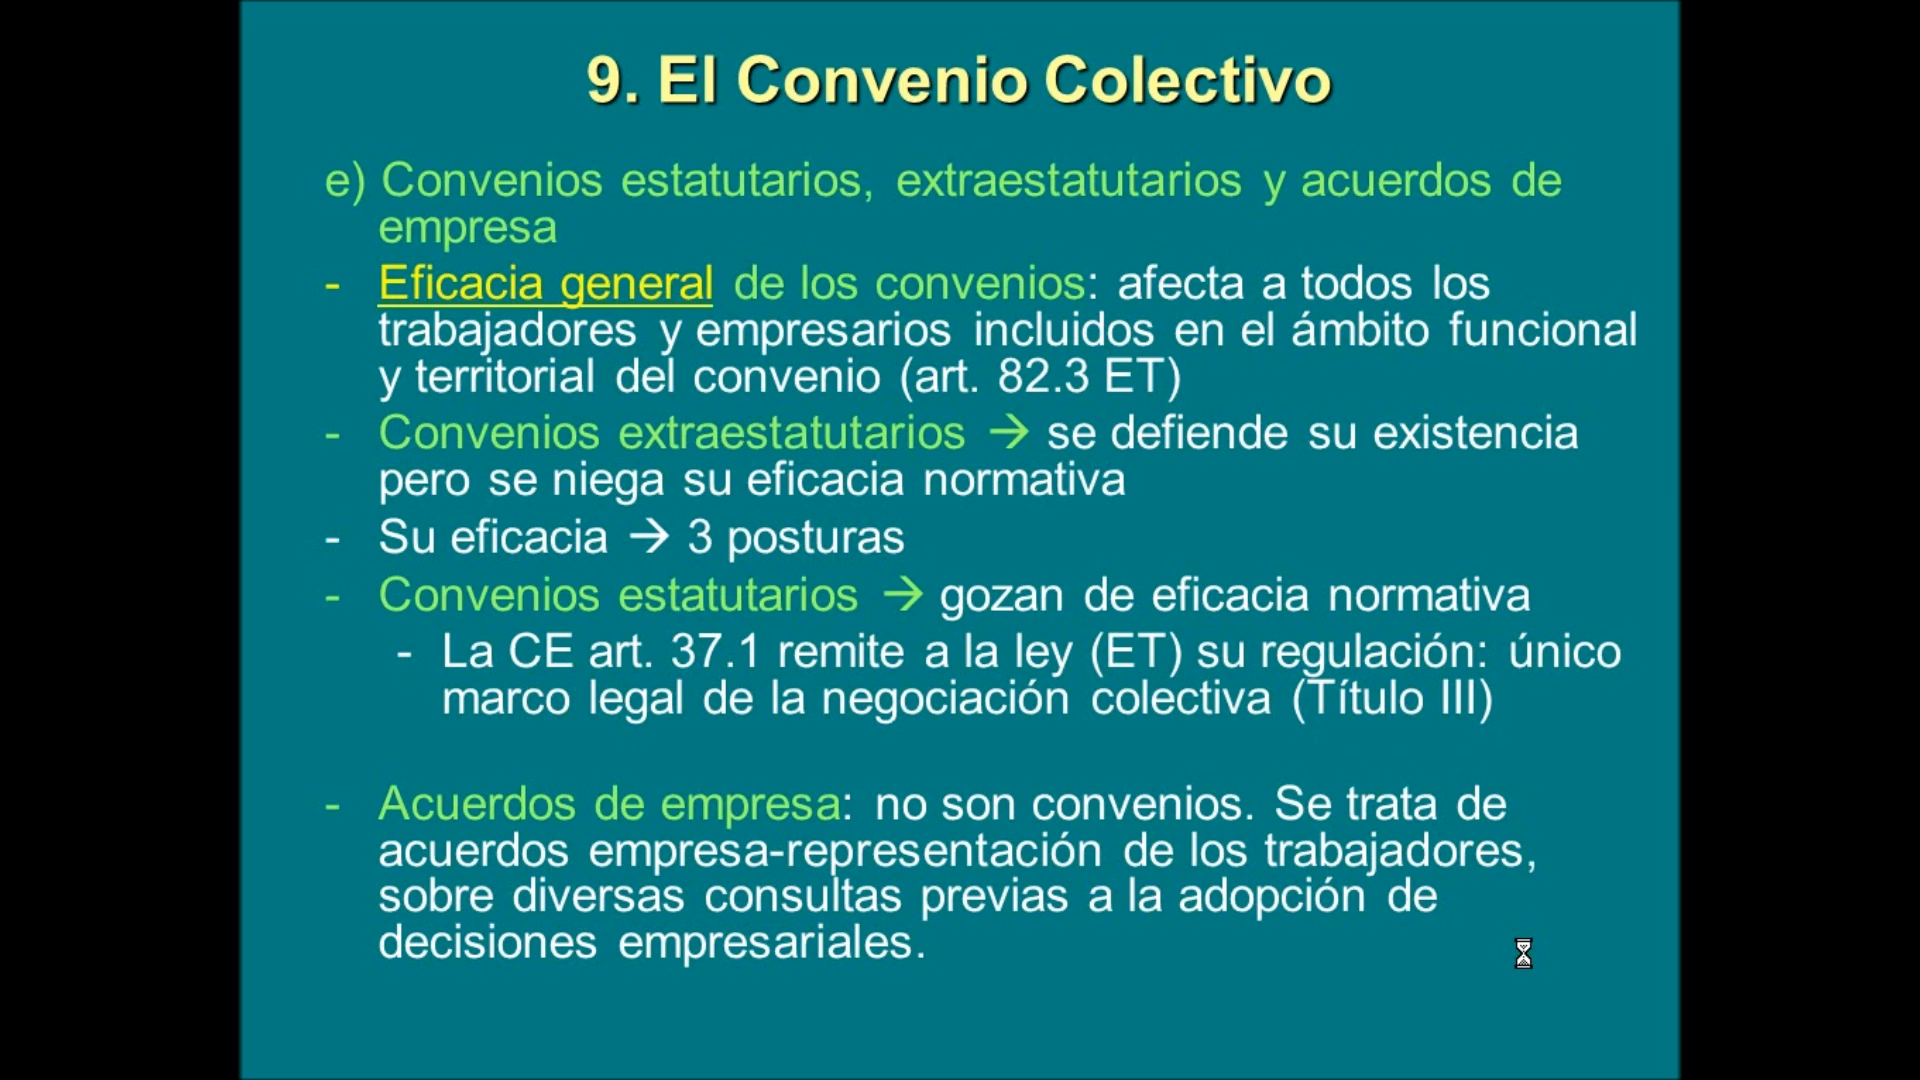 9. El Convenio Colectivo
e) Convenios estatutarios, extraestatutarios y acuerdos de
empresa
- Eficacia general de los convenios: afecta a todos los
trabajadores y empresarios incluidos en el ámbito funcional
y territorial del convenio (art. 82.3 ET)
- Convenios extraestatutarios → se defiende su existencia
pero se niega su eficacia normativa
- Su eficacia → 3 posturas
- Convenios estatutarios → gozan de eficacia normativa
- La CE art. 37.1 remite a la ley (ET) su regulación: único
marco legal de la negociación colectiva (Título III)
- Acuerdos de empresa: no son convenios. Se trata de
acuerdos empresa-representación de los trabajadores,
sobre diversas consultas previas a la adopción de
decisiones empresariales.